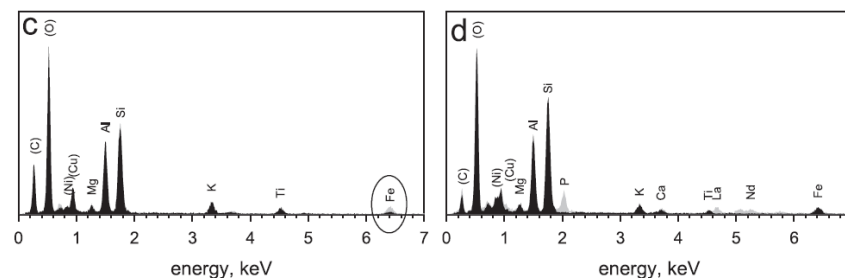 c
(C)
(O)
(Ni)
(Cu)
Mg
Al
Si
K
Ti
Fe
0 1 2 3 4 5 6 7
energy, keV
d
(C)
(O)
(Ni)
(Cu)
Mg
Al
Si
P
K
Ca
Ti
La
Nd
Fe
0 1 2 3 4 5 6
energy, keV